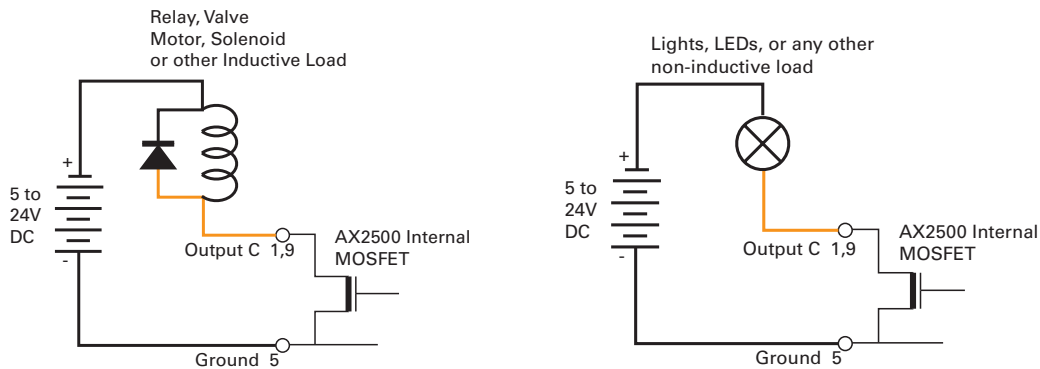 Relay, Valve
Motor, Solenoid
or other Inductive Load
+
5 to
24V
DC
-
Output C 1,9
AX2500 Internal
MOSFET
Ground 5
Lights, LEDs, or any other
non-inductive load
+
5 to
24V
DC
-
Output C 1,9
AX2500 Internal
MOSFET
Ground 5